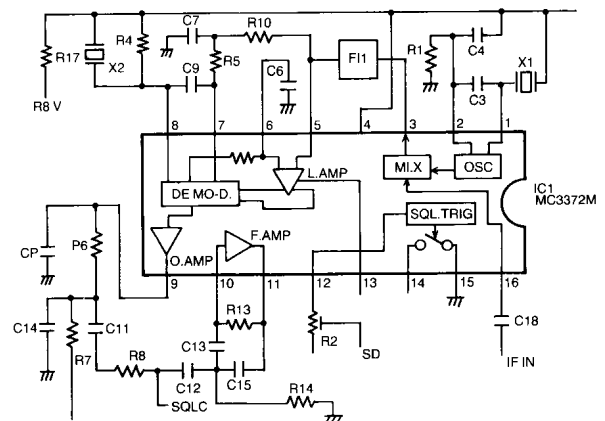 C7
R10
R4
R17
X2
R5
C9
C6
FI1
R1
C4
X1
C3
R8 V
8
7
6
5
4
3
2
1
L.AMP
MI.X
OSC
DE MO-D.
IC1
MC3372M
SQL.TRIG
F.AMP
O.AMP
CP
P6
9
10
11
12
13
14
15
16
C14
R7
C11
R13
C13
R2
SD
C18
IF IN
R8
C12
C15
SQLC
R14